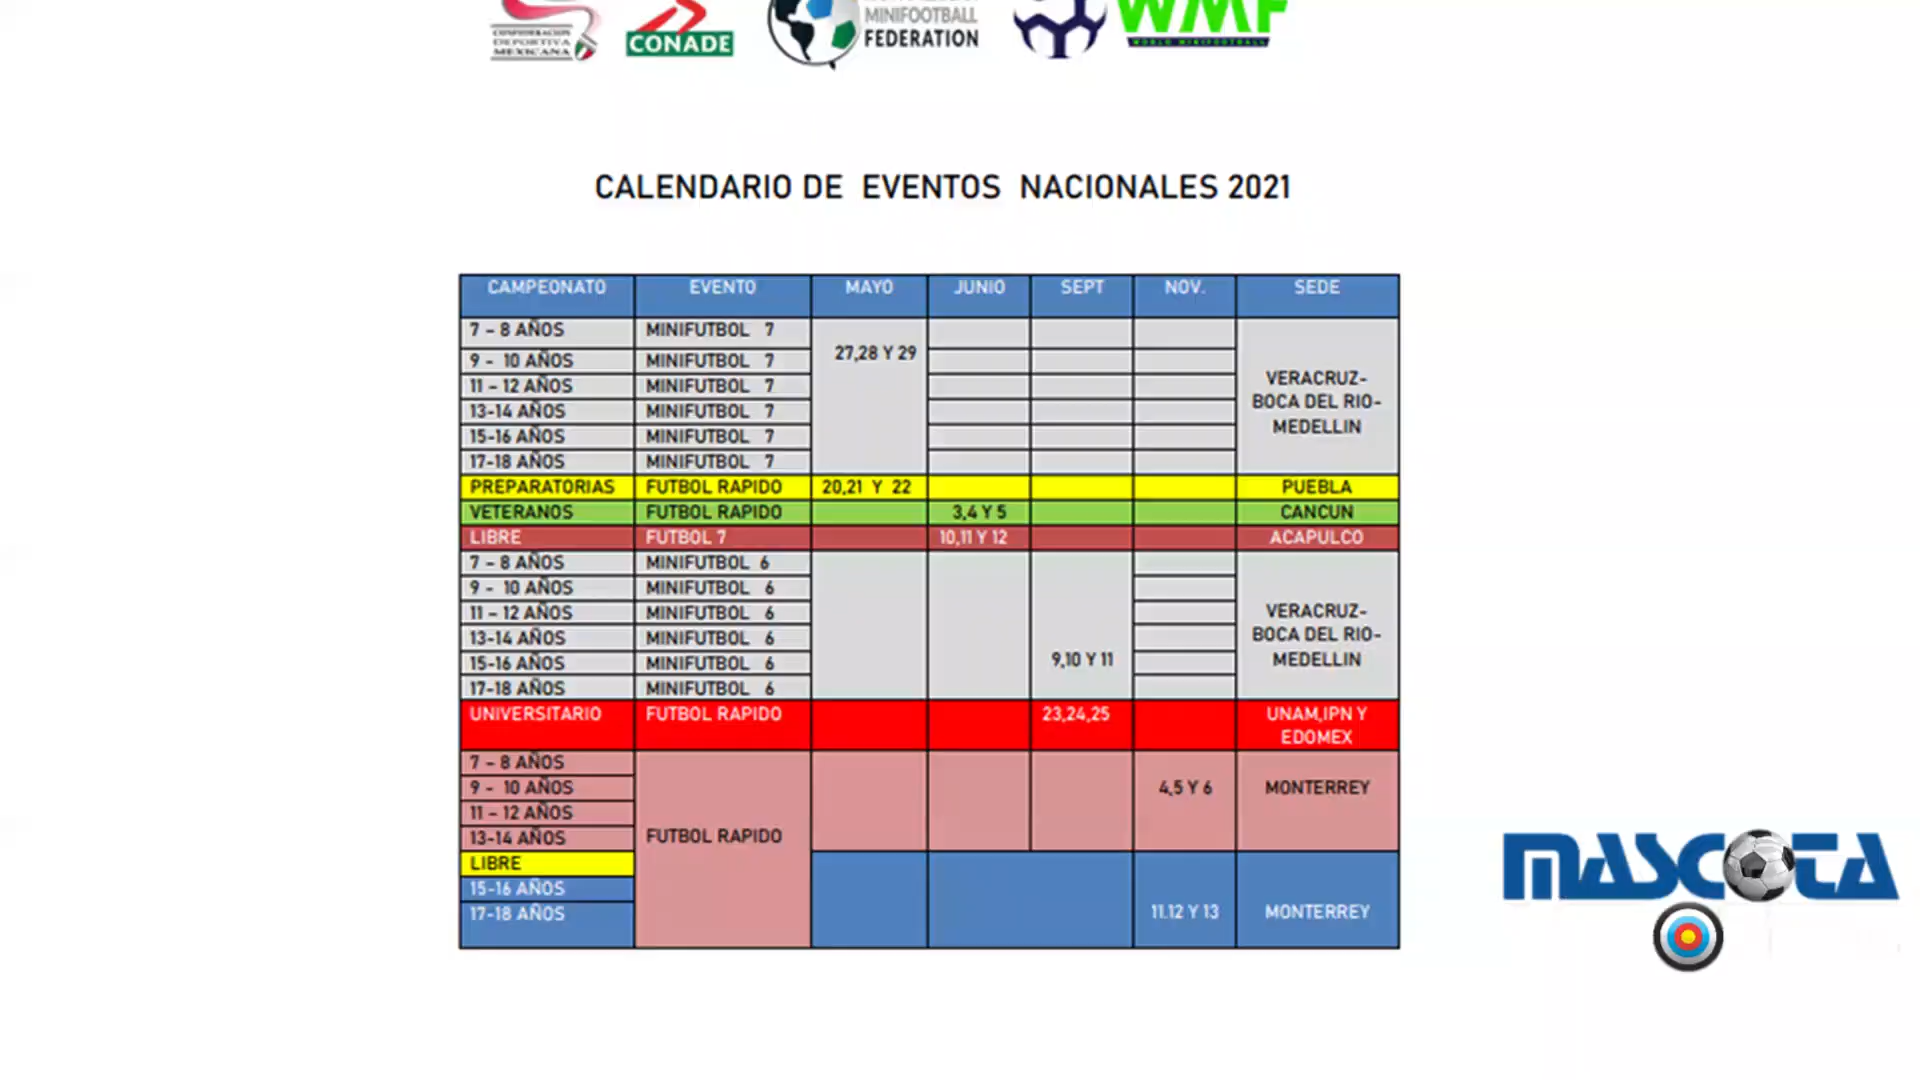 CONFEDERACIÓN
DEPORTIVA
MEXICANA
CONADE
MINIFOOTBALL
FEDERATION
WMF
WORLD MINIFOOTBALL
CALENDARIO DE EVENTOS NACIONALES 2021
CAMPEONATO EVENTO MAYO JUNIO SEPT NOV. SEDE
7 – 8 AÑOS MINIFUTBOL 7
27,28 Y 29
9 - 10 AÑOS MINIFUTBOL 7
11 – 12 AÑOS MINIFUTBOL 7
VERACRUZ-
BOCA DEL RIO-
MEDELLIN
13-14 AÑOS MINIFUTBOL 7
15-16 AÑOS MINIFUTBOL 7
17-18 AÑOS MINIFUTBOL 7
PREPARATORIAS FUTBOL RAPIDO 20,21 Y 22 PUEBLA
VETERANOS FUTBOL RAPIDO 3,4 Y 5 CANCUN
LIBRE FUTBOL 7 10,11 Y 12 ACAPULCO
7 – 8 AÑOS MINIFUTBOL 6
9 - 10 AÑOS MINIFUTBOL 6
11 – 12 AÑOS MINIFUTBOL 6
VERACRUZ-
BOCA DEL RIO-
MEDELLIN
13-14 AÑOS MINIFUTBOL 6
15-16 AÑOS MINIFUTBOL 6 9,10 Y 11
17-18 AÑOS MINIFUTBOL 6
UNIVERSITARIO FUTBOL RAPIDO 23,24,25 UNAM,IPN Y
EDOMEX
7 – 8 AÑOS
9 - 10 AÑOS 4,5 Y 6 MONTERREY
11 – 12 AÑOS
13-14 AÑOS FUTBOL RAPIDO
LIBRE
15-16 AÑOS
17-18 AÑOS 11.12 Y 13 MONTERREY
MASCOTA